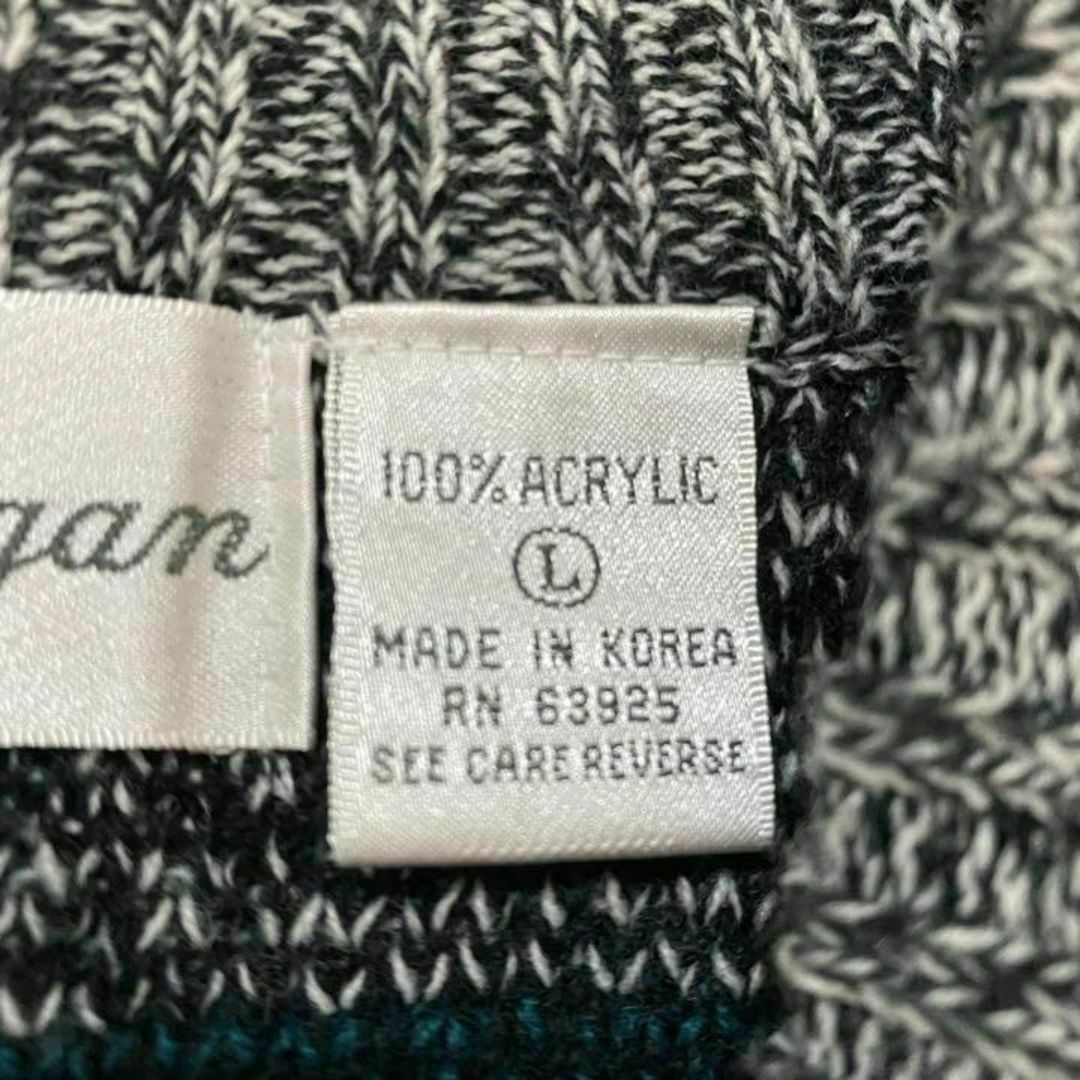 gan
100% ACRYLIC
L
MADE IN KOREA
RN 63925
SEE CARE REVERSE